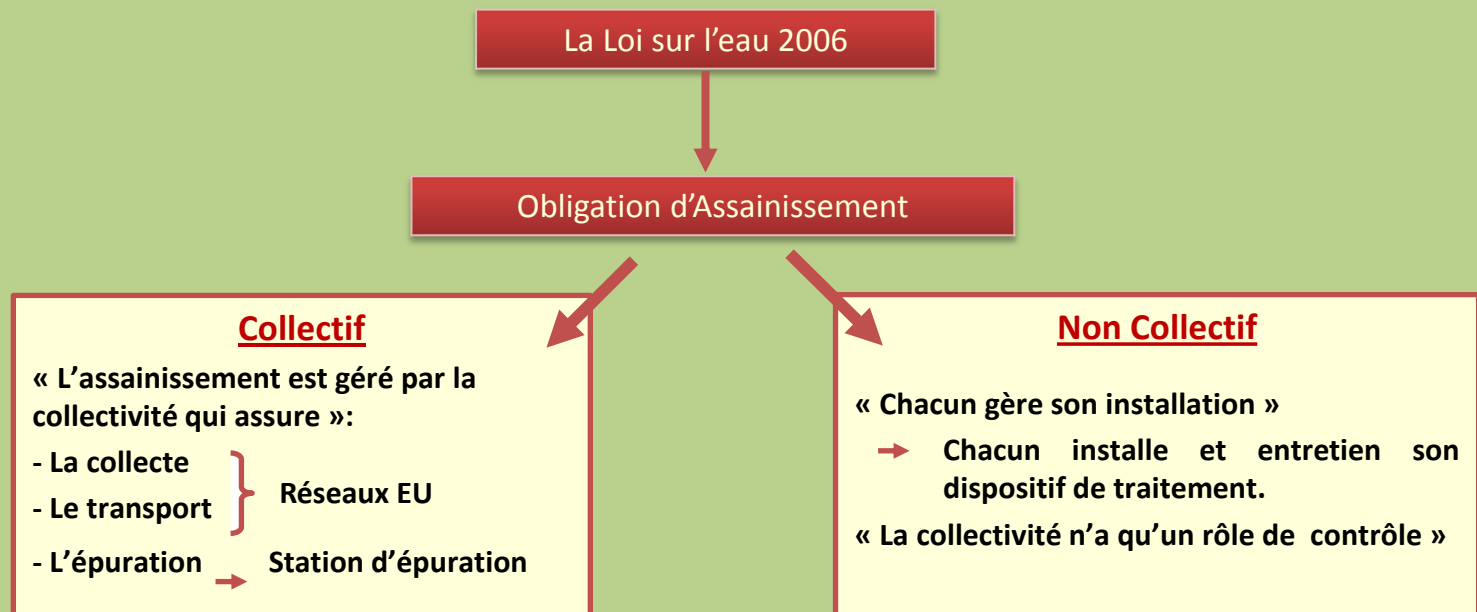 La Loi sur l’eau 2006
Obligation d’Assainissement
Collectif
« L’assainissement est géré par la
collectivité qui assure »:
- La collecte
- Le transport
Réseaux EU
- L’épuration
Station d’épuration
Non Collectif
« Chacun gère son installation »
Chacun installe et entretien son
dispositif de traitement.
« La collectivité n’a qu’un rôle de contrôle »